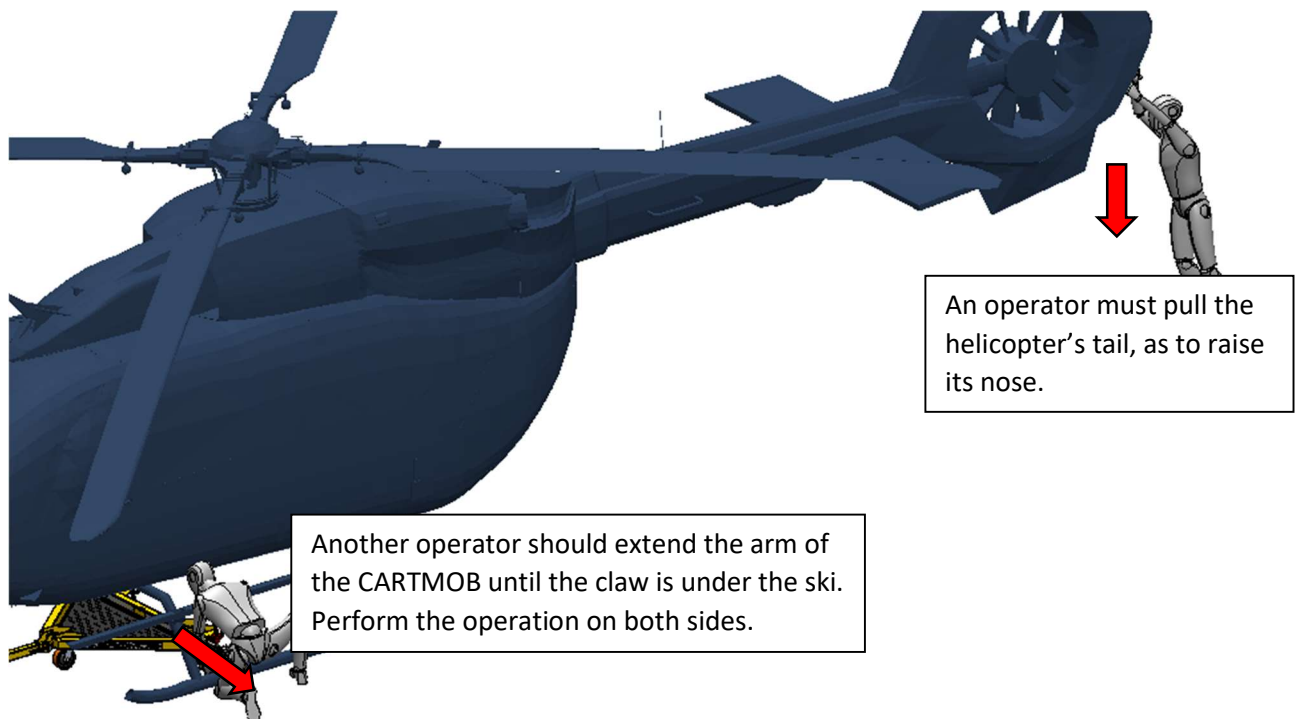 An operator must pull the
helicopter’s tail, as to raise
its nose.
Another operator should extend the arm of
the CARTMOB until the claw is under the ski.
Perform the operation on both sides.